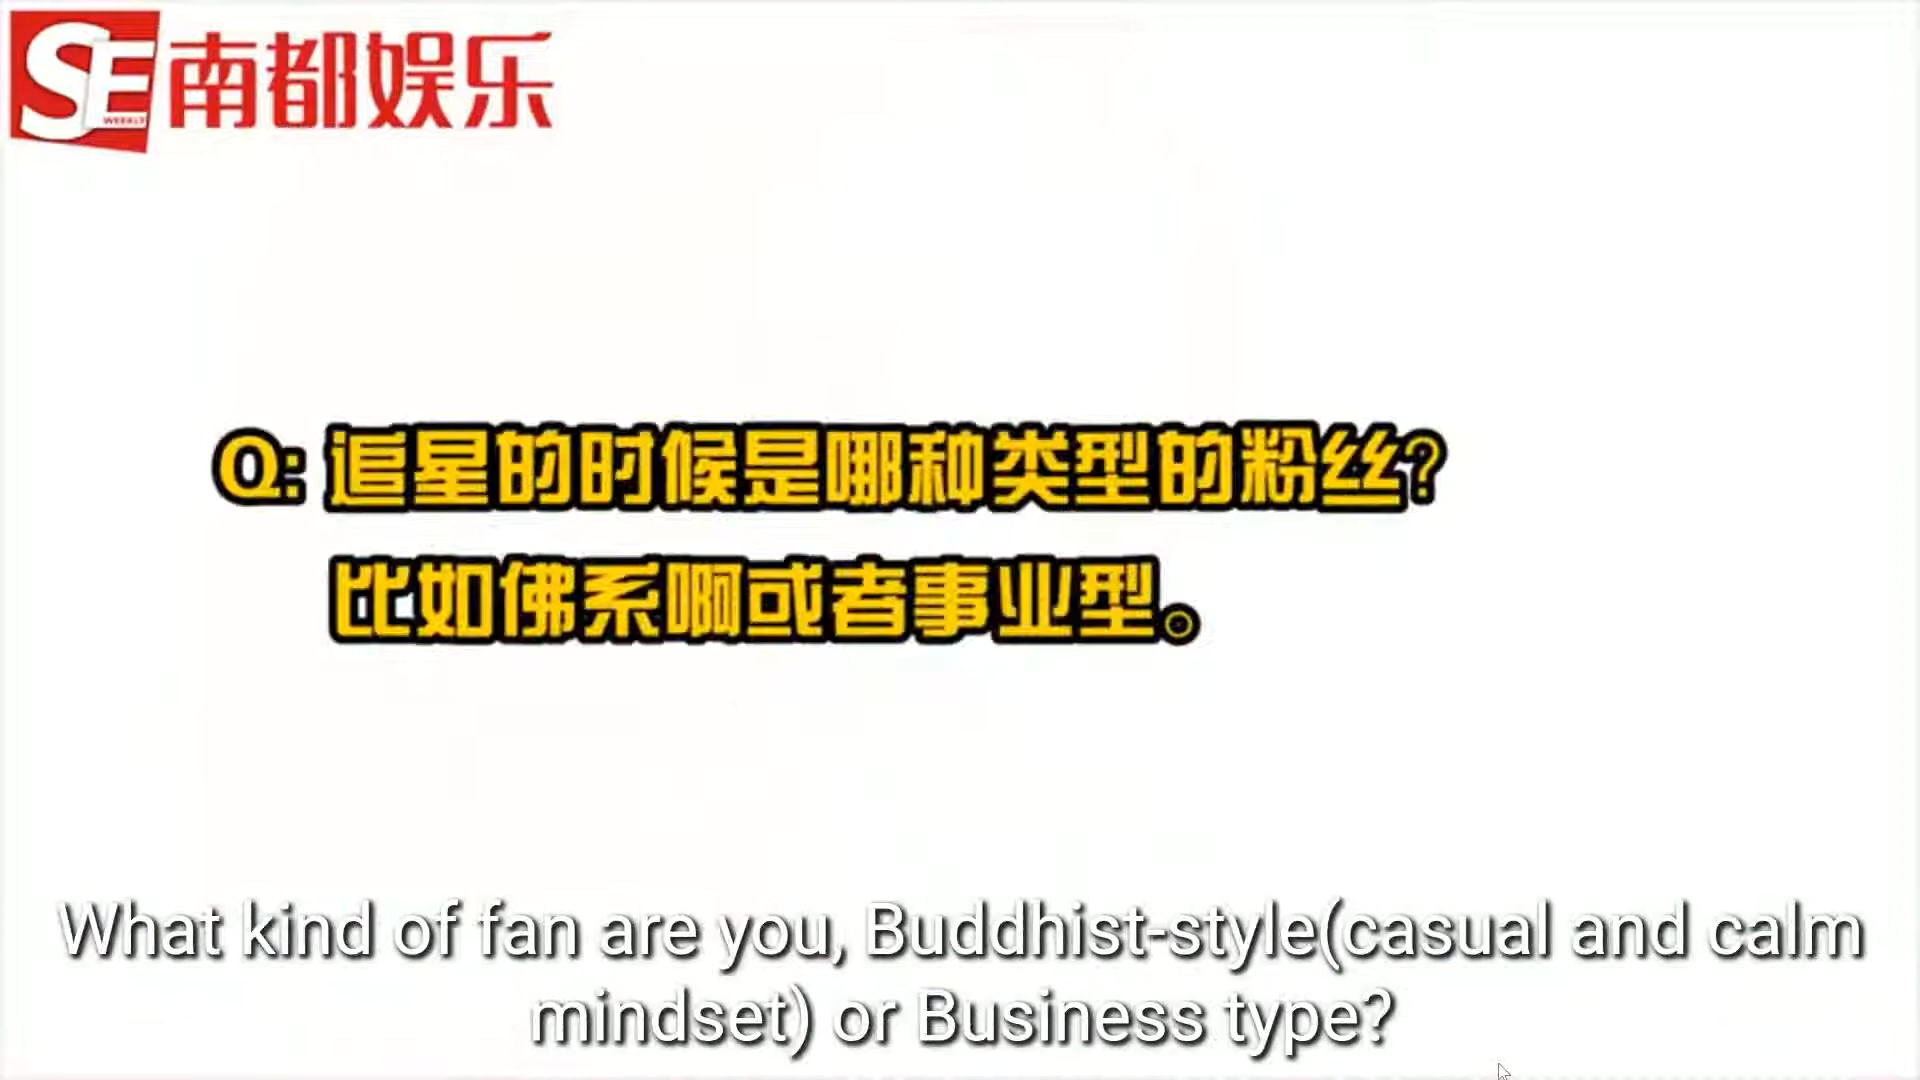 SE
WEEKLY
南都娱乐
Q: 追星的时候是哪种类型的粉丝?
比如佛系啊或者事业型。
What kind of fan are you, Buddhist-style(casual and calm
mindset) or Business type?